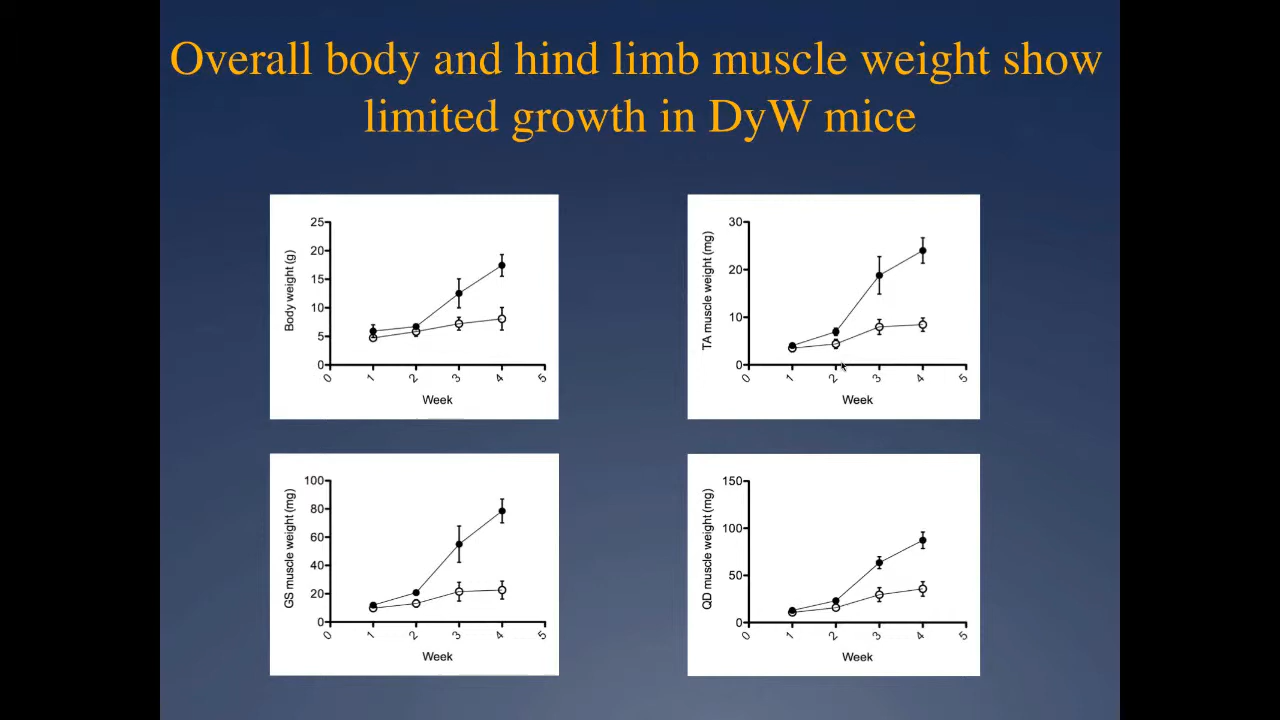 Overall body and hind limb muscle weight show
limited growth in DyW mice
25
20
15
10
5
0
Body weight (g)
0 1 2 3 4 5
Week
30
20
10
0
TA muscle weight (mg)
0 1 2 3 4 5
Week
100
80
60
40
20
0
GS muscle weight (mg)
0 1 2 3 4 5
Week
150
100
50
0
QD muscle weight (mg)
0 1 2 3 4 5
Week